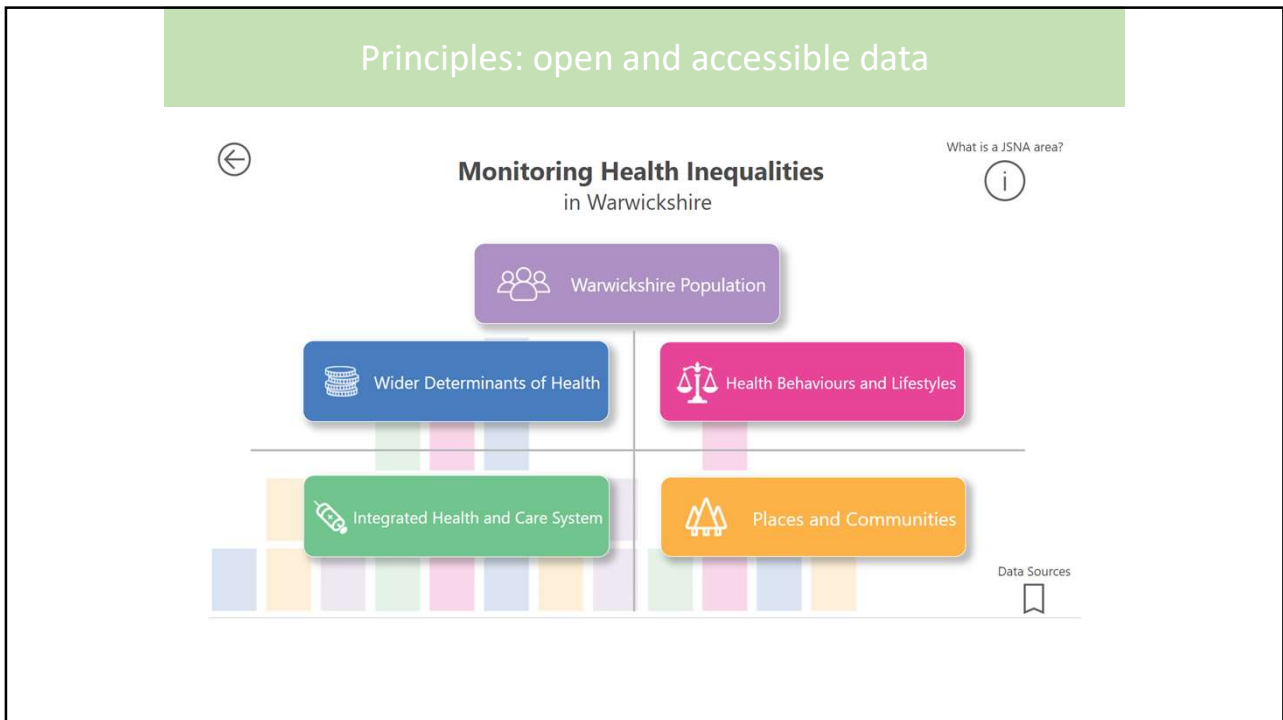 Principles: open and accessible data
What is a JSNA area?
i
Monitoring Health Inequalities
in Warwickshire
Warwickshire Population
Wider Determinants of Health
Health Behaviours and Lifestyles
Integrated Health and Care System
Places and Communities
Data Sources